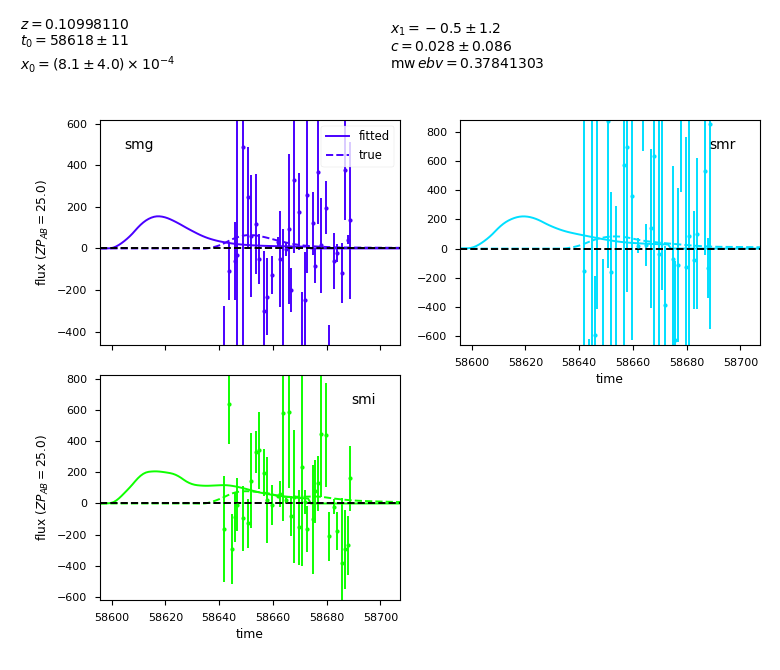 z = 0.10998110
t₀ = 58618 ± 11
x₀ = (8.1 ± 4.0) × 10⁻⁴
x₁ = −0.5 ± 1.2
c = 0.028 ± 0.086
mw ebv = 0.37841303
600
400
200
0
−200
−400
flux (ZP_AB = 25.0)
smg
fitted
true
800
600
400
200
0
−200
−400
−600
smr
58600 58620 58640 58660 58680 58700
time
800
600
400
200
0
−200
−400
−600
flux (ZP_AB = 25.0)
smi
58600 58620 58640 58660 58680 58700
time